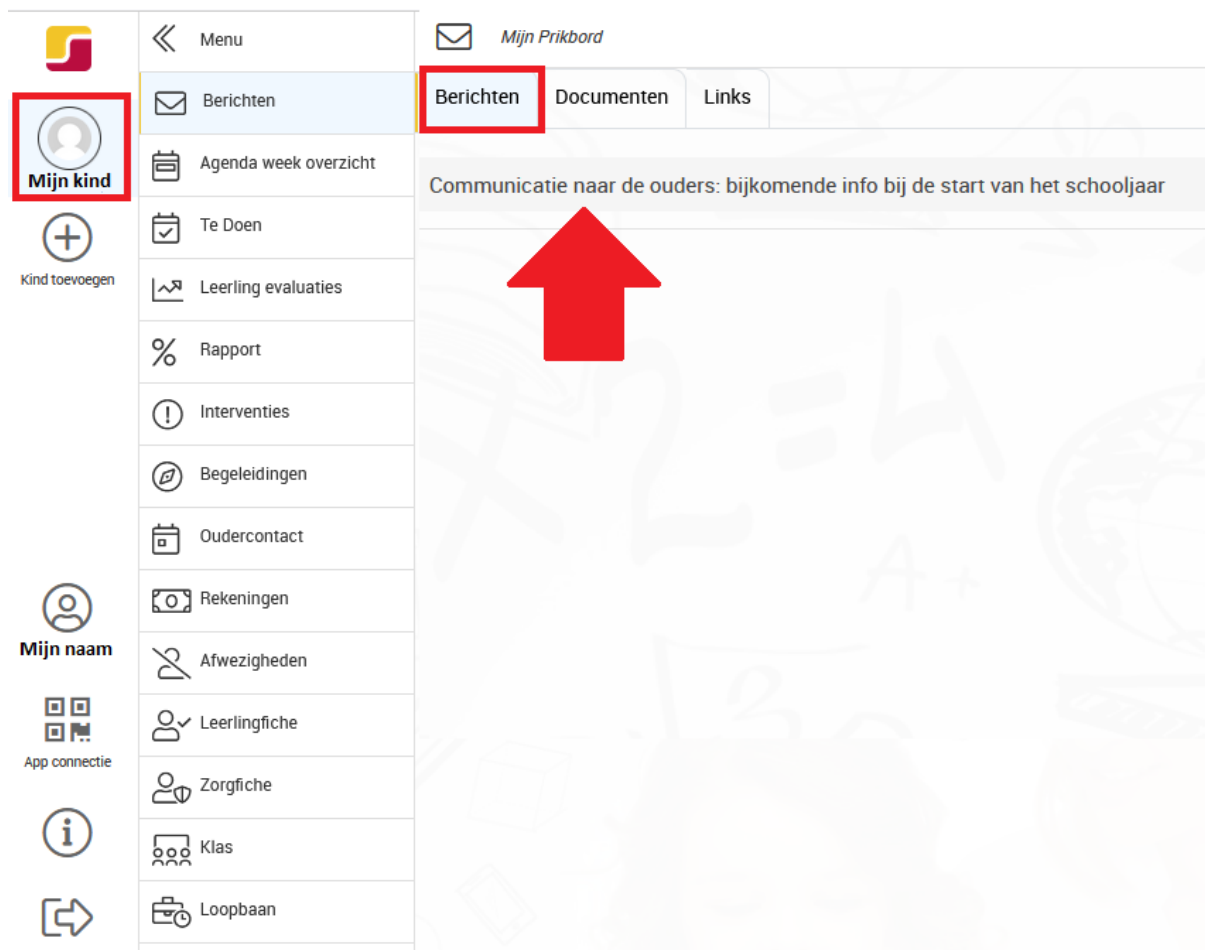 Menu
Mijn Prikbord
Berichten
Documenten
Links
Mijn kind
Kind toevoegen
Mijn naam
App connectie
Berichten
Agenda week overzicht
Te Doen
Leerling evaluaties
Rapport
Interventies
Begeleidingen
Oudercontact
Rekeningen
Afwezigheden
Leerlingfiche
Zorgfiche
Klas
Loopbaan
Communicatie naar de ouders: bijkomende info bij de start van het schooljaar
× 2 = 4
A+